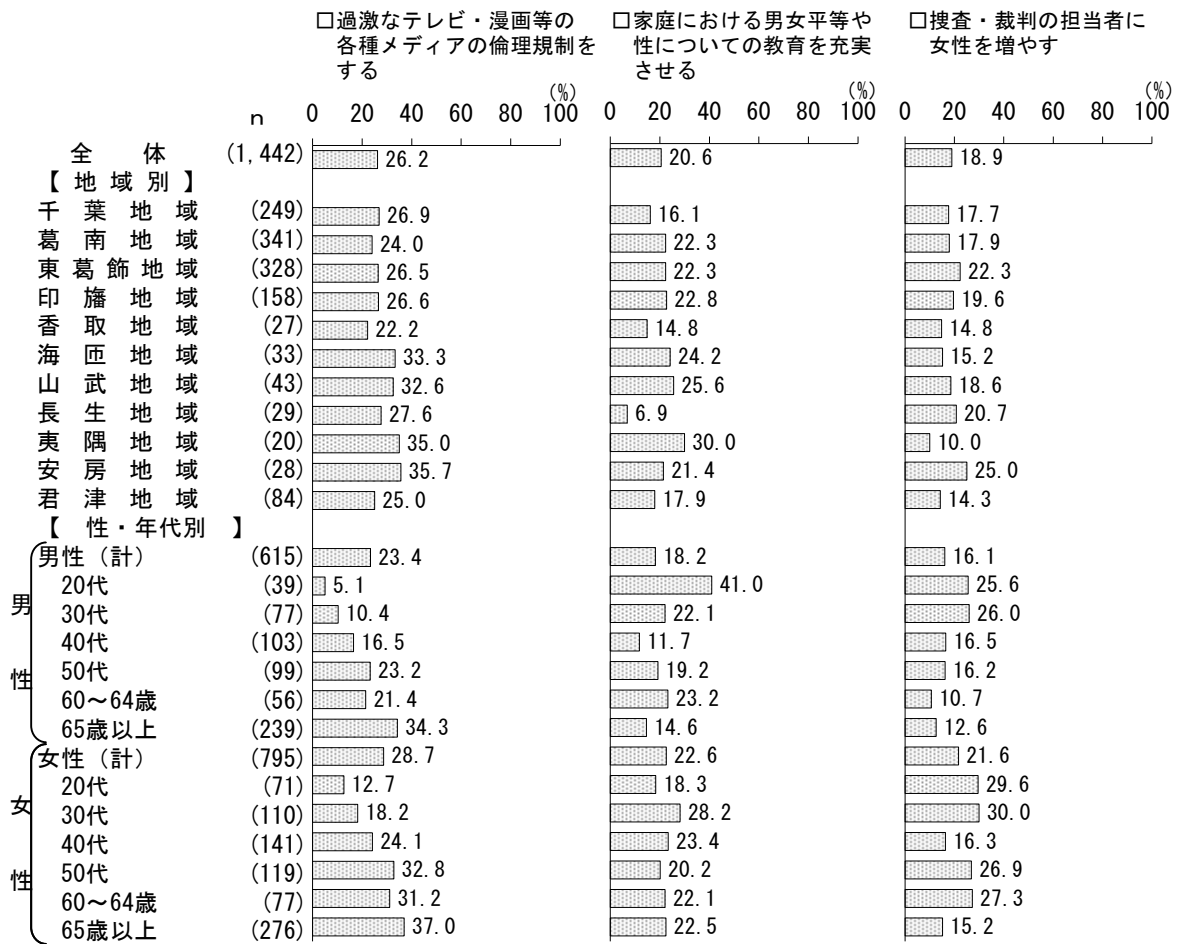 □過激なテレビ・漫画等の
各種メディアの倫理規制を
する
□家庭における男女平等や
性についての教育を充実
させる
□捜査・裁判の担当者に
女性を増やす
(%) (%) (%)
n 0 20 40 60 80 100 0 20 40 60 80 100 0 20 40 60 80 100
全体 (1,442) 26.2 20.6 18.9
【地域別】
千葉地域 (249) 26.9 16.1 17.7
葛南地域 (341) 24.0 22.3 17.9
東葛飾地域 (328) 26.5 22.3 22.3
印旛地域 (158) 26.6 22.8 19.6
香取地域 (27) 22.2 14.8 14.8
海匝地域 (33) 33.3 24.2 15.2
山武地域 (43) 32.6 25.6 18.6
長生地域 (29) 27.6 6.9 20.7
夷隅地域 (20) 35.0 30.0 10.0
安房地域 (28) 35.7 21.4 25.0
君津地域 (84) 25.0 17.9 14.3
【性・年代別】
男性
男性（計） (615) 23.4 18.2 16.1
20代 (39) 5.1 41.0 25.6
30代 (77) 10.4 22.1 26.0
40代 (103) 16.5 11.7 16.5
50代 (99) 23.2 19.2 16.2
60～64歳 (56) 21.4 23.2 10.7
65歳以上 (239) 34.3 14.6 12.6
女性
女性（計） (795) 28.7 22.6 21.6
20代 (71) 12.7 18.3 29.6
30代 (110) 18.2 28.2 30.0
40代 (141) 24.1 23.4 16.3
50代 (119) 32.8 20.2 26.9
60～64歳 (77) 31.2 22.1 27.3
65歳以上 (276) 37.0 22.5 15.2